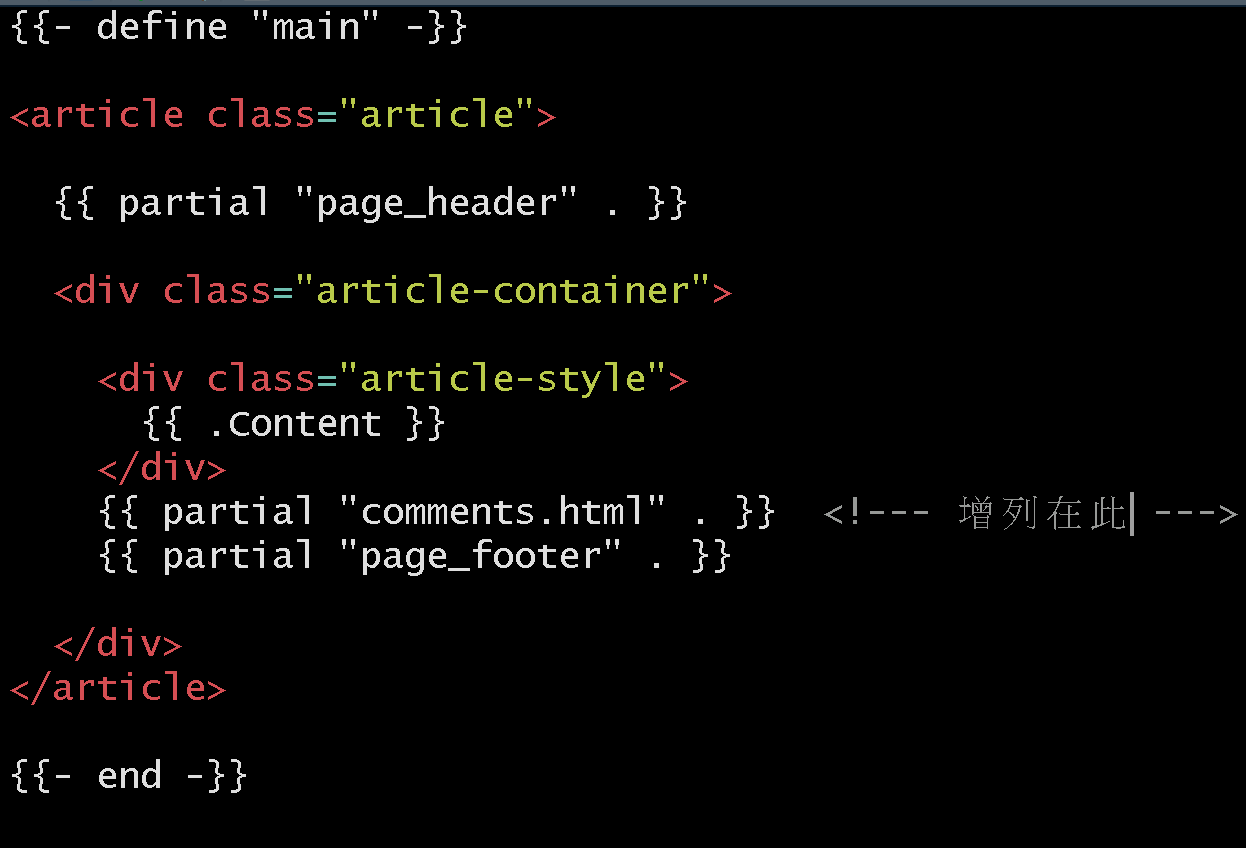 {{- define "main" -}}
<article class="article">
{{ partial "page_header" . }}
<div class="article-container">
<div class="article-style">
{{ .Content }}
</div>
{{ partial "comments.html" . }} <!--- 增列在此 --->
{{ partial "page_footer" . }}
</div>
</article>
{{- end -}}